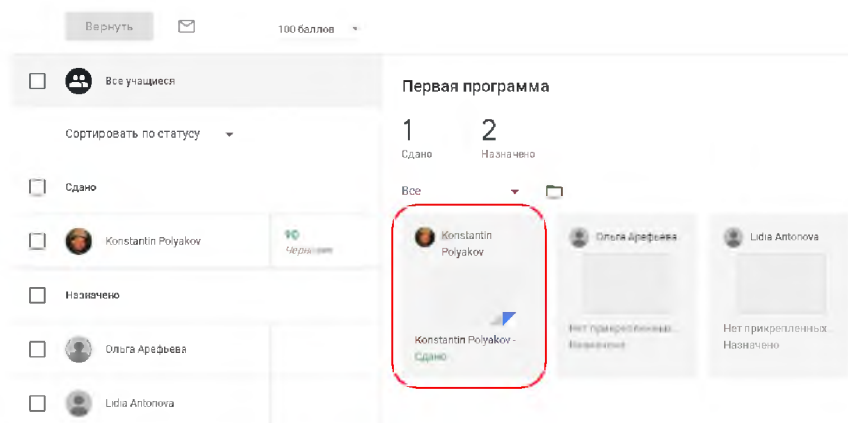 Вернуть
100 баллов
Все учащиеся
Сортировать по статусу
Сдано
Konstantin Polyakov
90
Черновик
Назначено
Ольга Арефьева
Lidia Antonova
Первая программа
1 2
Сдано Назначено
Все
Konstantin
Polyakov
Konstantin Polyakov -
Сдано
Ольга Арефьева
Нет прикрепленных...
Назначено
Lidia Antonova
Нет прикрепленных...
Назначено